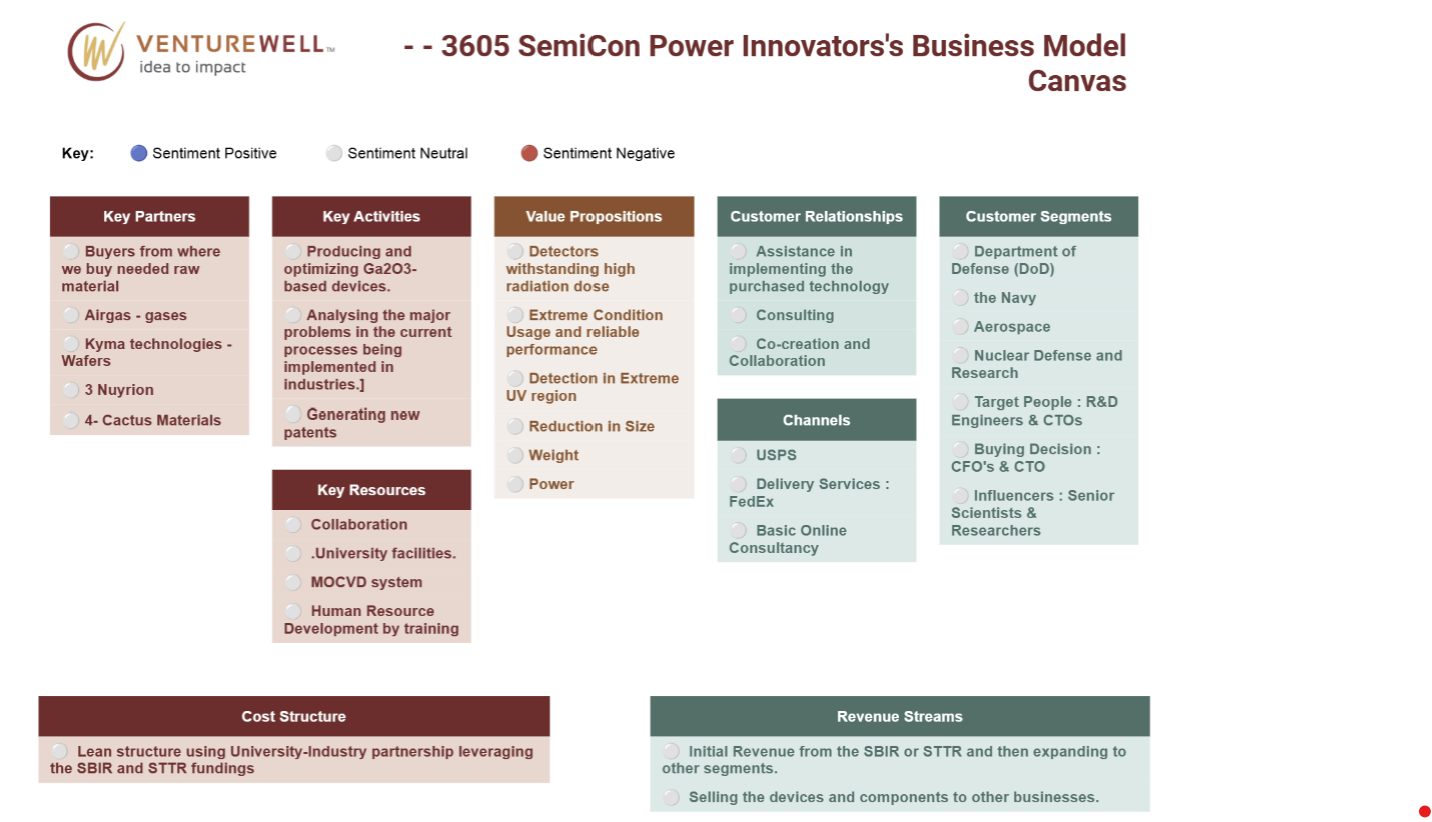 VENTUREWELL™
idea to impact
- - 3605 SemiCon Power Innovators's Business Model
Canvas
Key:
Sentiment Positive
Sentiment Neutral
Sentiment Negative
Key Partners
Buyers from where
we buy needed raw
material
Airgas - gases
Kyma technologies -
Wafers
3 Nuyrion
4- Cactus Materials
Key Activities
Producing and
optimizing Ga2O3-
based devices.
Analysing the major
problems in the current
processes being
implemented in
industries.]
Generating new
patents
Key Resources
Collaboration
.University facilities.
MOCVD system
Human Resource
Development by training
Value Propositions
Detectors
withstanding high
radiation dose
Extreme Condition
Usage and reliable
performance
Detection in Extreme
UV region
Reduction in Size
Weight
Power
Customer Relationships
Assistance in
implementing the
purchased technology
Consulting
Co-creation and
Collaboration
Channels
USPS
Delivery Services :
FedEx
Basic Online
Consultancy
Customer Segments
Department of
Defense (DoD)
the Navy
Aerospace
Nuclear Defense and
Research
Target People : R&D
Engineers & CTOs
Buying Decision :
CFO's & CTO
Influencers : Senior
Scientists &
Researchers
Cost Structure
Lean structure using University-Industry partnership leveraging
the SBIR and STTR fundings
Revenue Streams
Initial Revenue from the SBIR or STTR and then expanding to
other segments.
Selling the devices and components to other businesses.